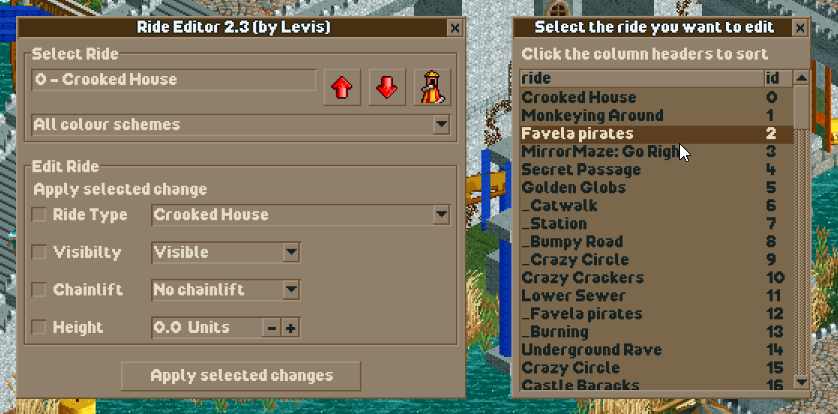 Ride Editor 2.3 (by Levis)
Select Ride
0 - Crooked House
All colour schemes
Edit Ride
Apply selected change
Ride Type
Crooked House
Visibilty
Visible
Chainlift
No chainlift
Height
0.0 Units
Apply selected changes
Select the ride you want to edit
Click the column headers to sort
ride id
Crooked House 0
Monkeying Around 1
Favela pirates 2
MirrorMaze: Go Righ 3
Secret Passage 4
Golden Globs 5
_Catwalk 6
_Station 7
_Bumpy Road 8
_Crazy Circle 9
Crazy Crackers 10
Lower Sewer 11
_Favela pirates 12
_Burning 13
Underground Rave 14
Crazy Circle 15
Castle Baracks 16